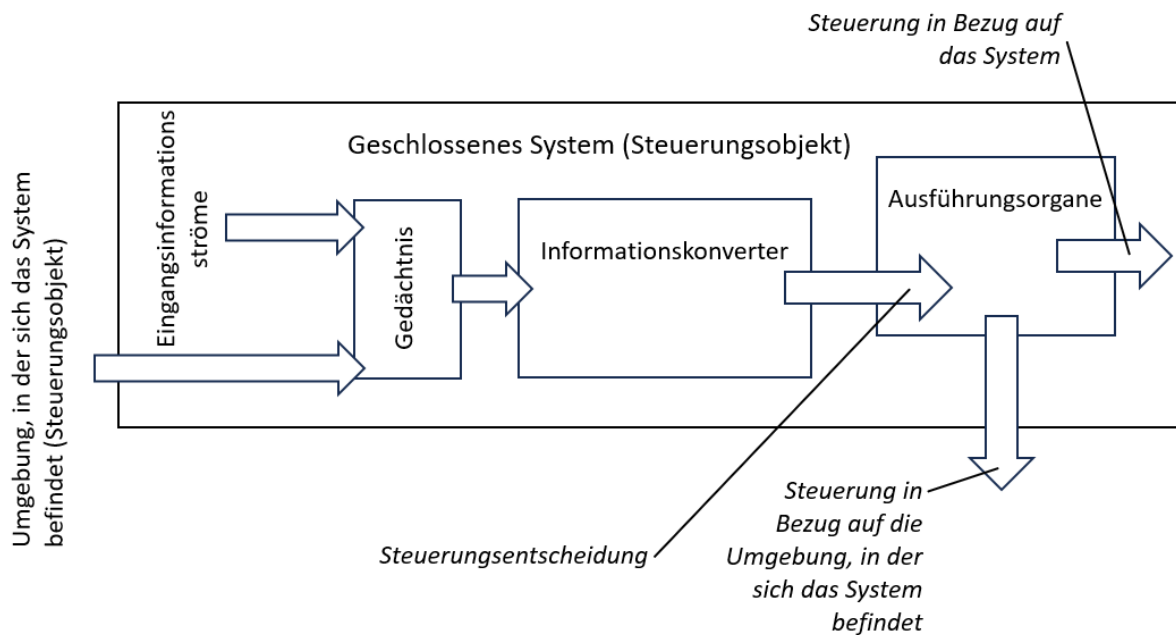 Steuerung in Bezug auf
das System
Geschlossenes System (Steuerungsobjekt)
Umgebung, in der sich das System
befindet (Steuerungsobjekt)
Eingangsinformations
ströme
Gedächtnis
Informationskonverter
Ausführungsorgane
Steuerungsentscheidung
Steuerung in
Bezug auf die
Umgebung, in der
sich das System
befindet